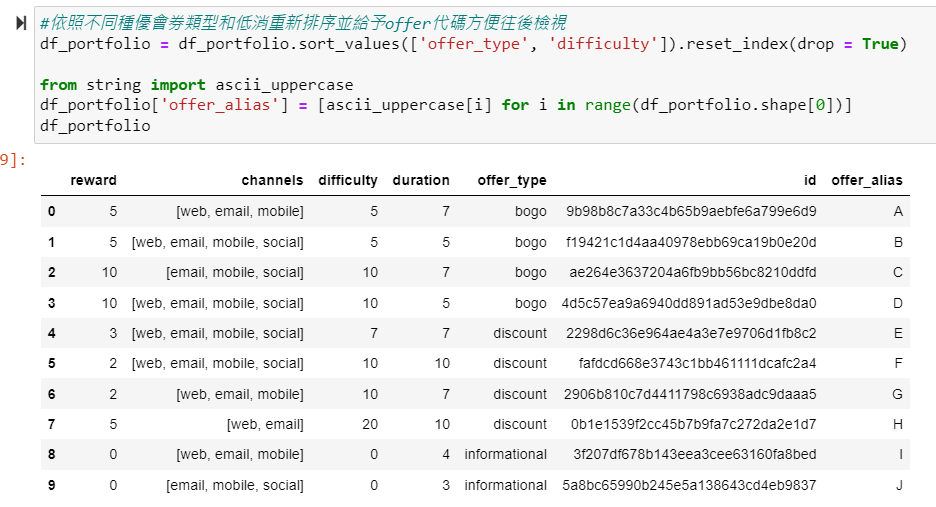 #依照不同種優會券類型和低消重新排序並給予offer代碼方便往後檢視
df_portfolio = df_portfolio.sort_values(['offer_type', 'difficulty']).reset_index(drop = True)
from string import ascii_uppercase
df_portfolio['offer_alias'] = [ascii_uppercase[i] for i in range(df_portfolio.shape[0])]
df_portfolio
9]:
reward channels difficulty duration offer_type id offer_alias
0 5 [web, email, mobile] 5 7 bogo 9b98b8c7a33c4b65b9aebfe6a799e6d9 A
1 5 [web, email, mobile, social] 5 5 bogo f19421c1d4aa40978ebb69ca19b0e20d B
2 10 [email, mobile, social] 10 7 bogo ae264e3637204a6fb9bb56bc8210ddfd C
3 10 [web, email, mobile, social] 10 5 bogo 4d5c57ea9a6940dd891ad53e9dbe8da0 D
4 3 [web, email, mobile, social] 7 7 discount 2298d6c36e964ae4a3e7e9706d1fb8c2 E
5 2 [web, email, mobile, social] 10 10 discount fafdcd668e3743c1bb461111dcafc2a4 F
6 2 [web, email, mobile] 10 7 discount 2906b810c7d4411798c6938adc9daaa5 G
7 5 [web, email] 20 10 discount 0b1e1539f2cc45b7b9fa7c272da2e1d7 H
8 0 [web, email, mobile] 0 4 informational 3f207df678b143eea3cee63160fa8bed I
9 0 [email, mobile, social] 0 3 informational 5a8bc65990b245e5a138643cd4eb9837 J